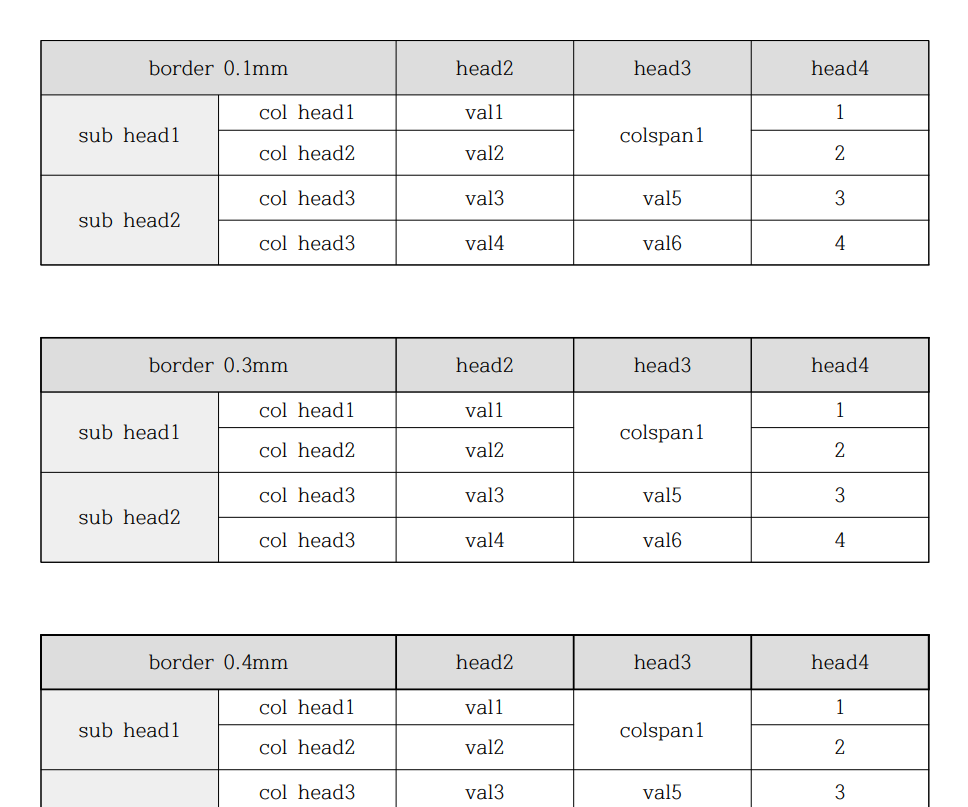 border 0.1mm head2 head3 head4
col head1 val1 1
sub head1 colspan1
col head2 val2 2
col head3 val3 val5 3
sub head2
col head3 val4 val6 4
border 0.3mm head2 head3 head4
col head1 val1 1
sub head1 colspan1
col head2 val2 2
col head3 val3 val5 3
sub head2
col head3 val4 val6 4
border 0.4mm head2 head3 head4
col head1 val1 1
sub head1 colspan1
col head2 val2 2
col head3 val3 val5 3